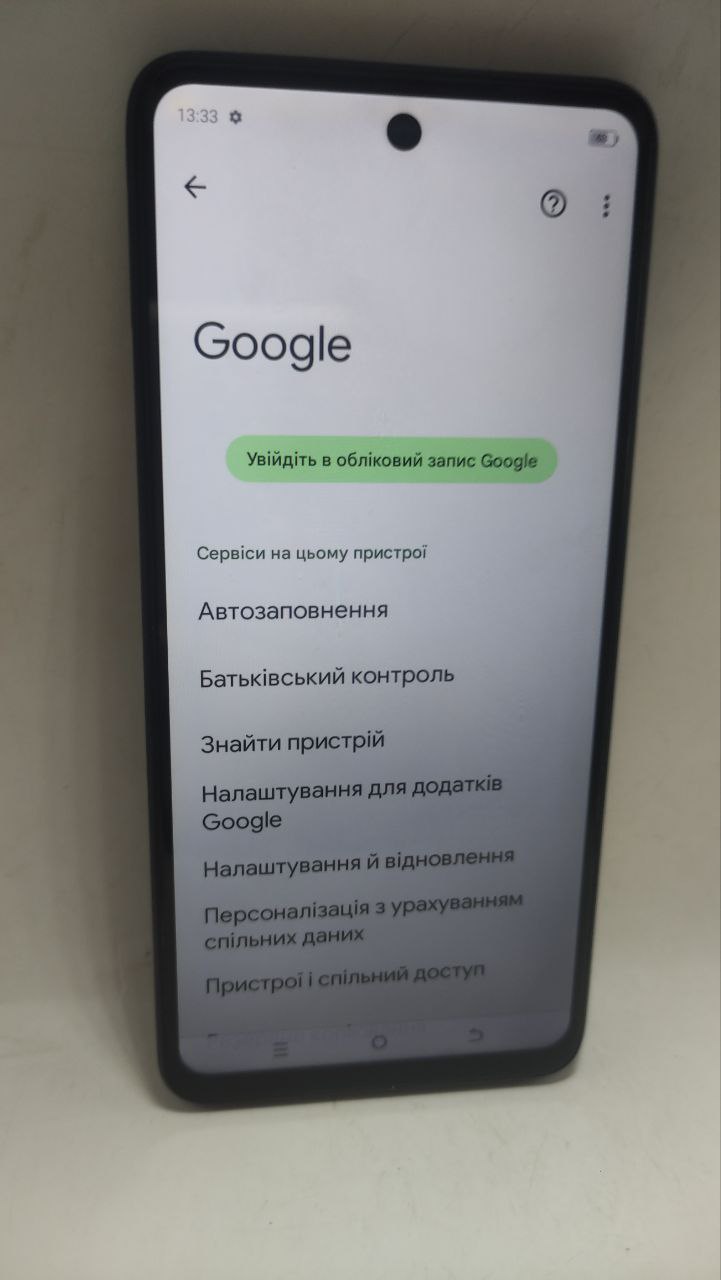 13:33
Google
Увійдіть в обліковий запис Google
Сервіси на цьому пристрої
Автозаповнення
Батьківський контроль
Знайти пристрій
Налаштування для додатків
Google
Налаштування й відновлення
Персоналізація з урахуванням
спільних даних
Пристрої і спільний доступ